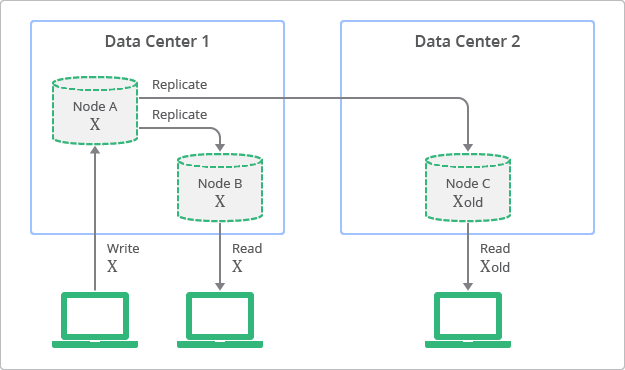 Data Center 1
Data Center 2
Replicate
Node A
X
Replicate
Node B
X
Node C
Xold
Write
X
Read
X
Read
Xold